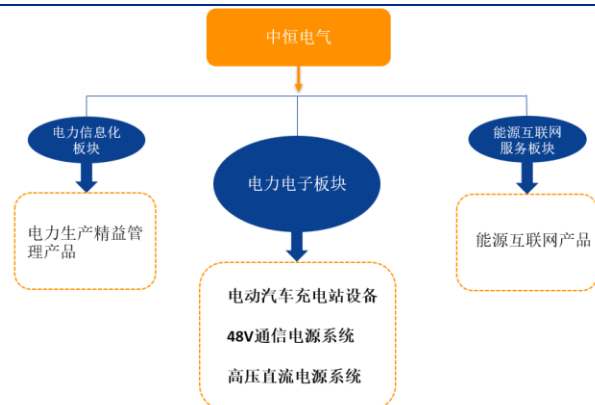 中恒电气
电力信息化
板块
电力生产精益管
理产品
电力电子板块
电动汽车充电站设备
48V通信电源系统
高压直流电源系统
能源互联网
服务板块
能源互联网产品